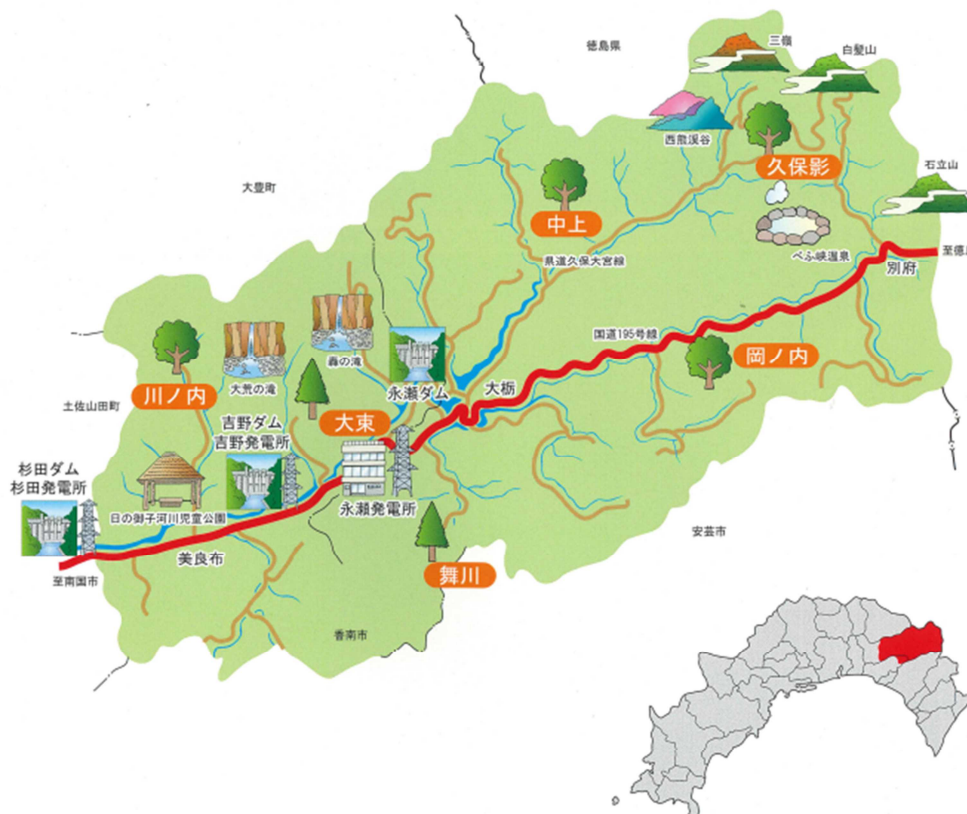 徳島県
三嶺
白髪山
西熊渓谷
久保影
大豊町
石立山
中上
べふ峡温泉
至徳
県道久保大宮線
別府
国道195号線
轟の滝
岡ノ内
大荒の滝
永瀬ダム
大栃
川ノ内
土佐山田町
大東
吉野ダム
吉野発電所
杉田ダム
杉田発電所
日の御子河川児童公園
永瀬発電所
安芸市
美良布
至南国市
舞川
香南市